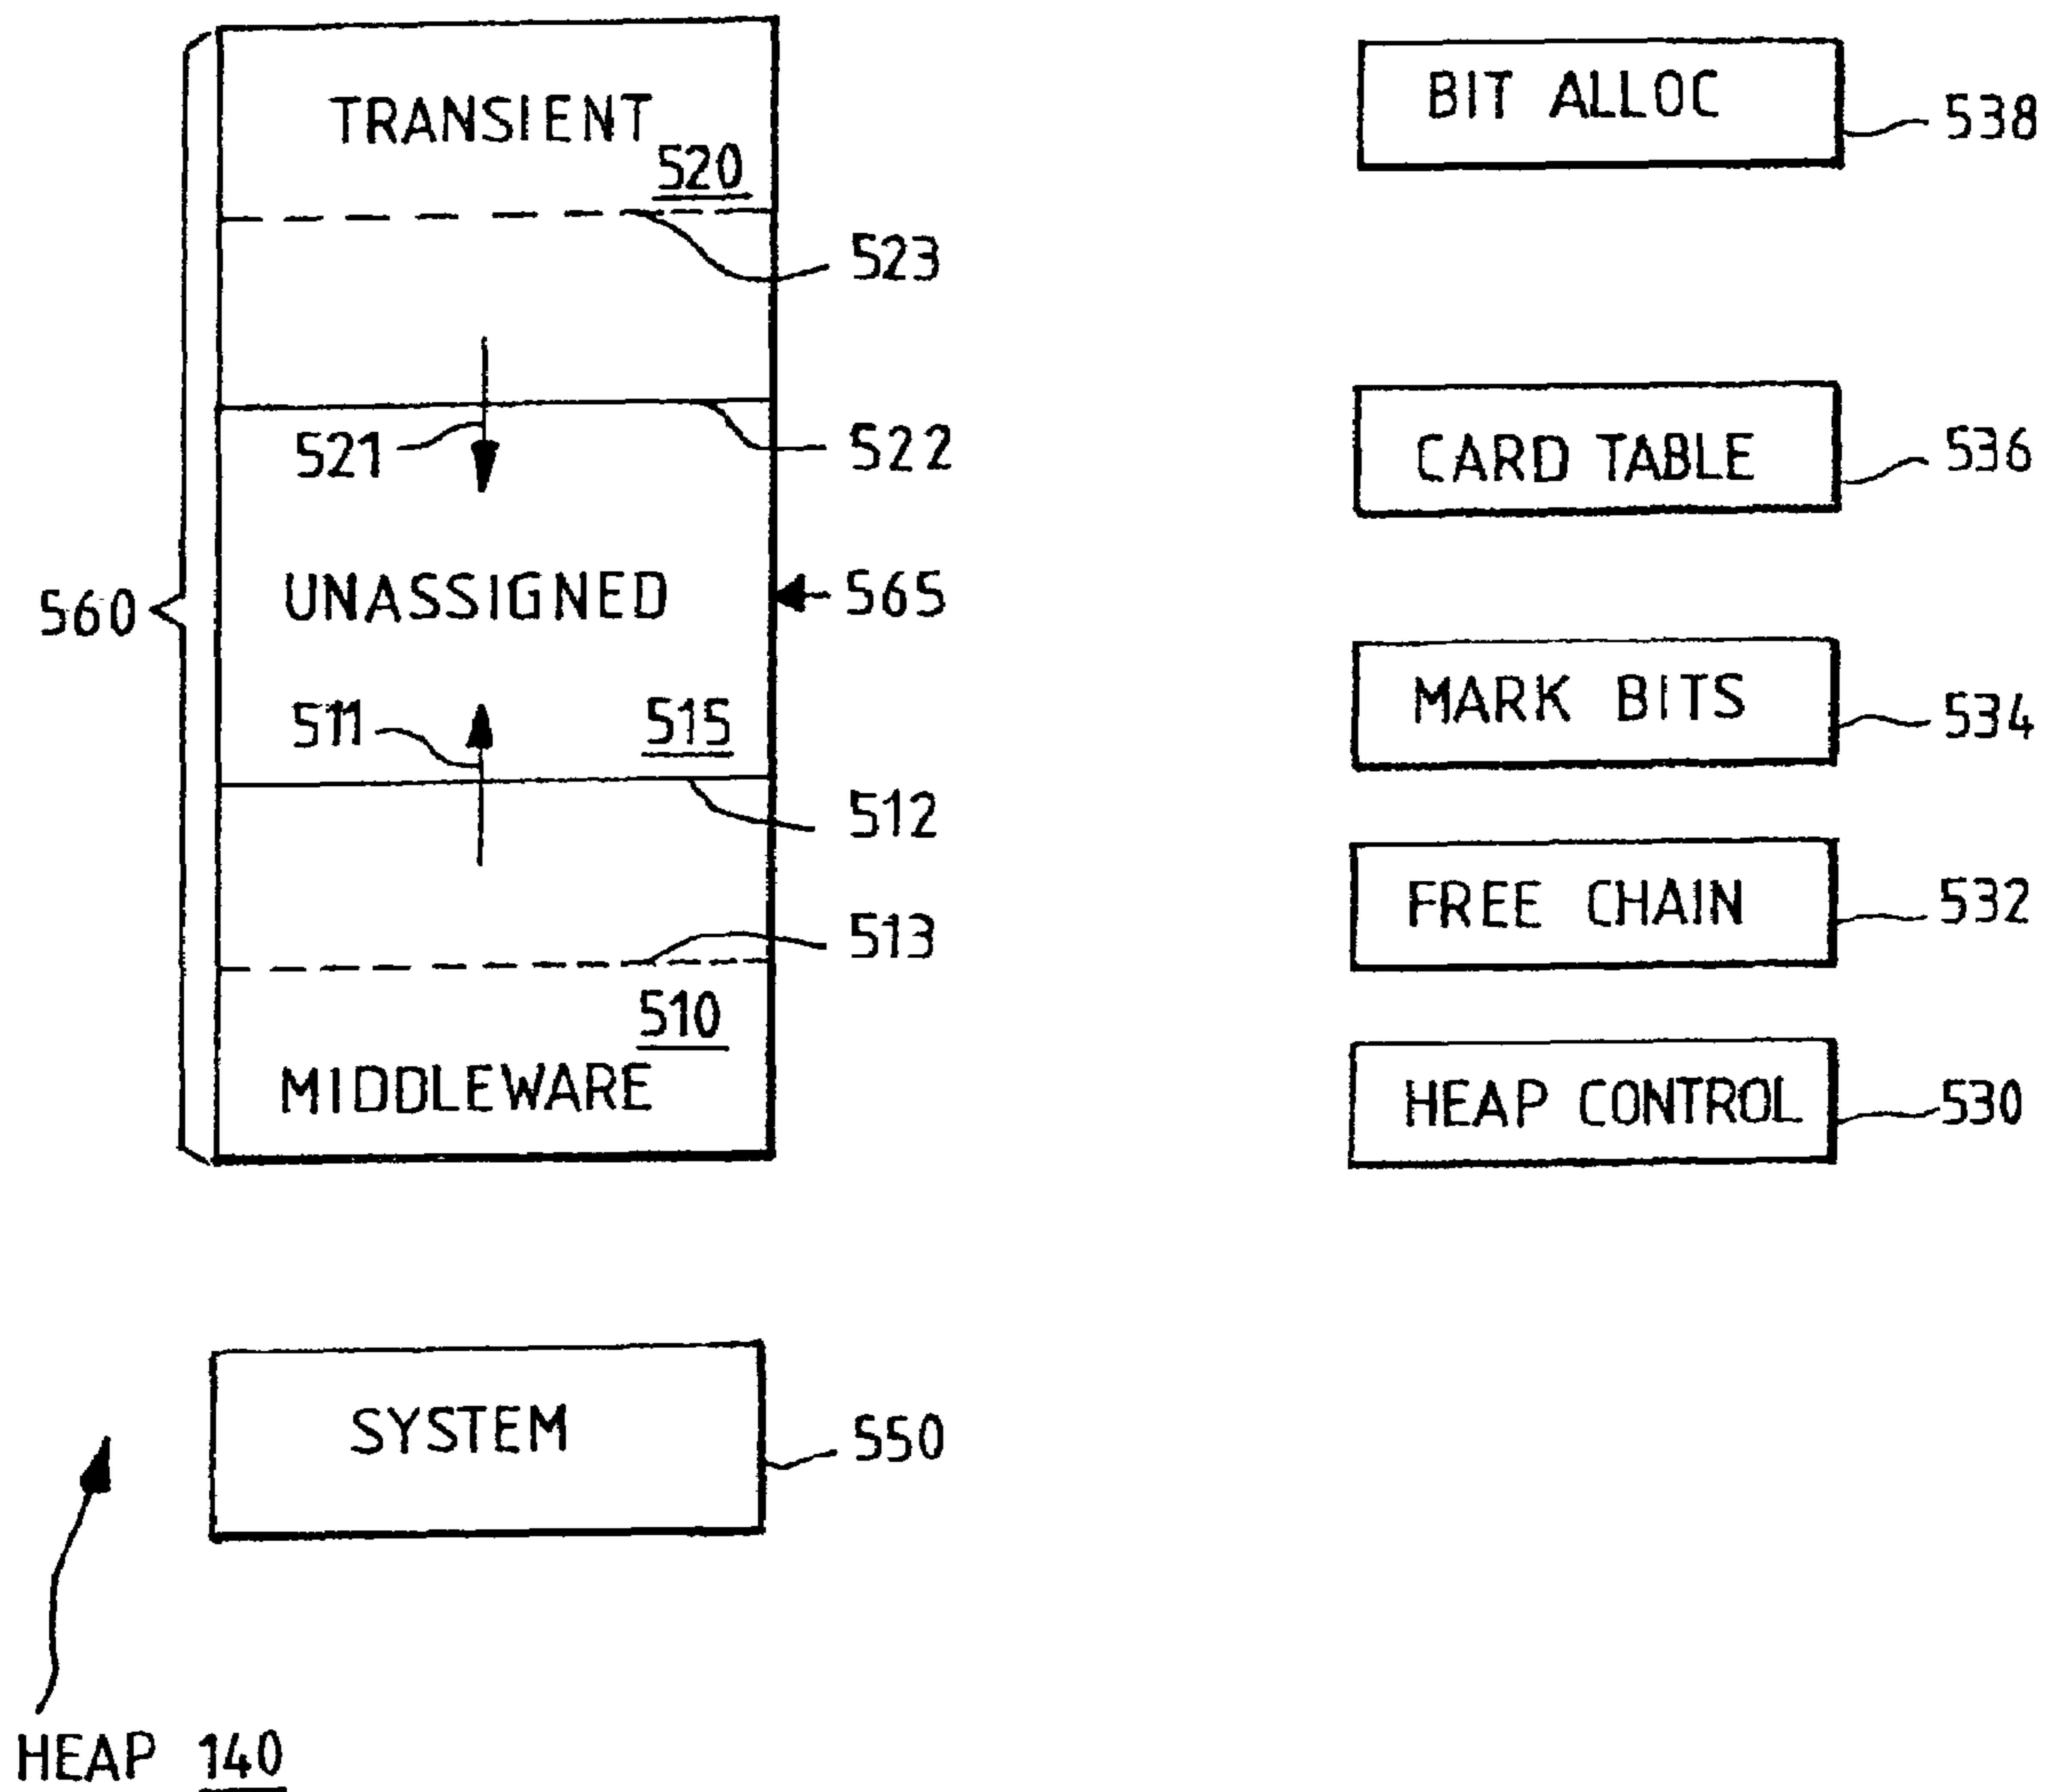 TRANSIENT
520
523
521
522
560
UNASSIGNED
565
511
515
512
513
510
MIDDLEWARE
SYSTEM
550
HEAP 140
BIT ALLOC
538
CARD TABLE
536
MARK BITS
534
FREE CHAIN
532
HEAP CONTROL
530